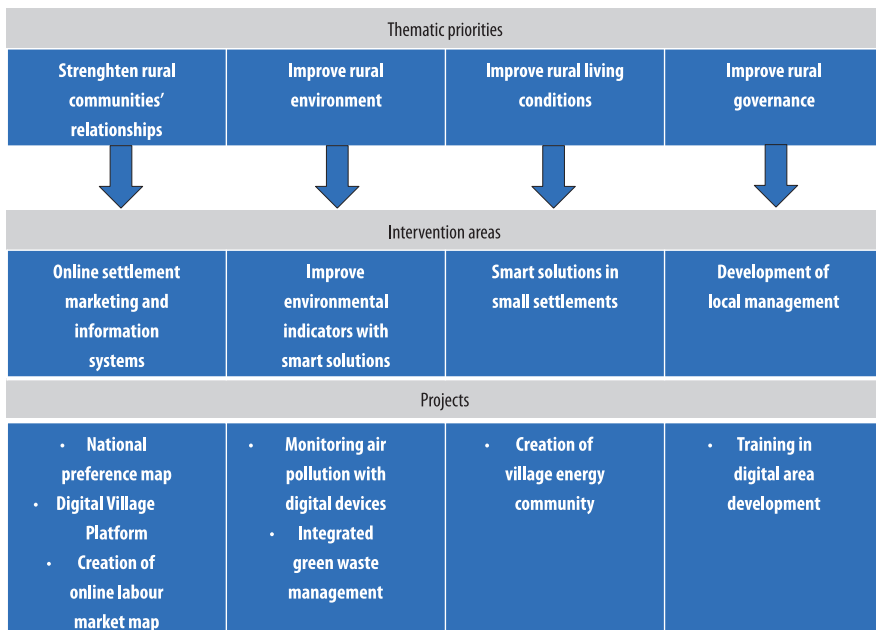 Thematic priorities
Strenghten rural
communities’
relationships
Improve rural
environment
Improve rural living
conditions
Improve rural
governance
Intervention areas
Online settlement
marketing and
information
systems
Improve
environmental
indicators with
smart solutions
Smart solutions in
small settlements
Development of
local management
Projects
• National
preference map
• Digital Village
Platform
• Creation of
online labour
market map
• Monitoring air
pollution with
digital devices
• Integrated
green waste
management
• Creation of
village energy
community
• Training in
digital area
development